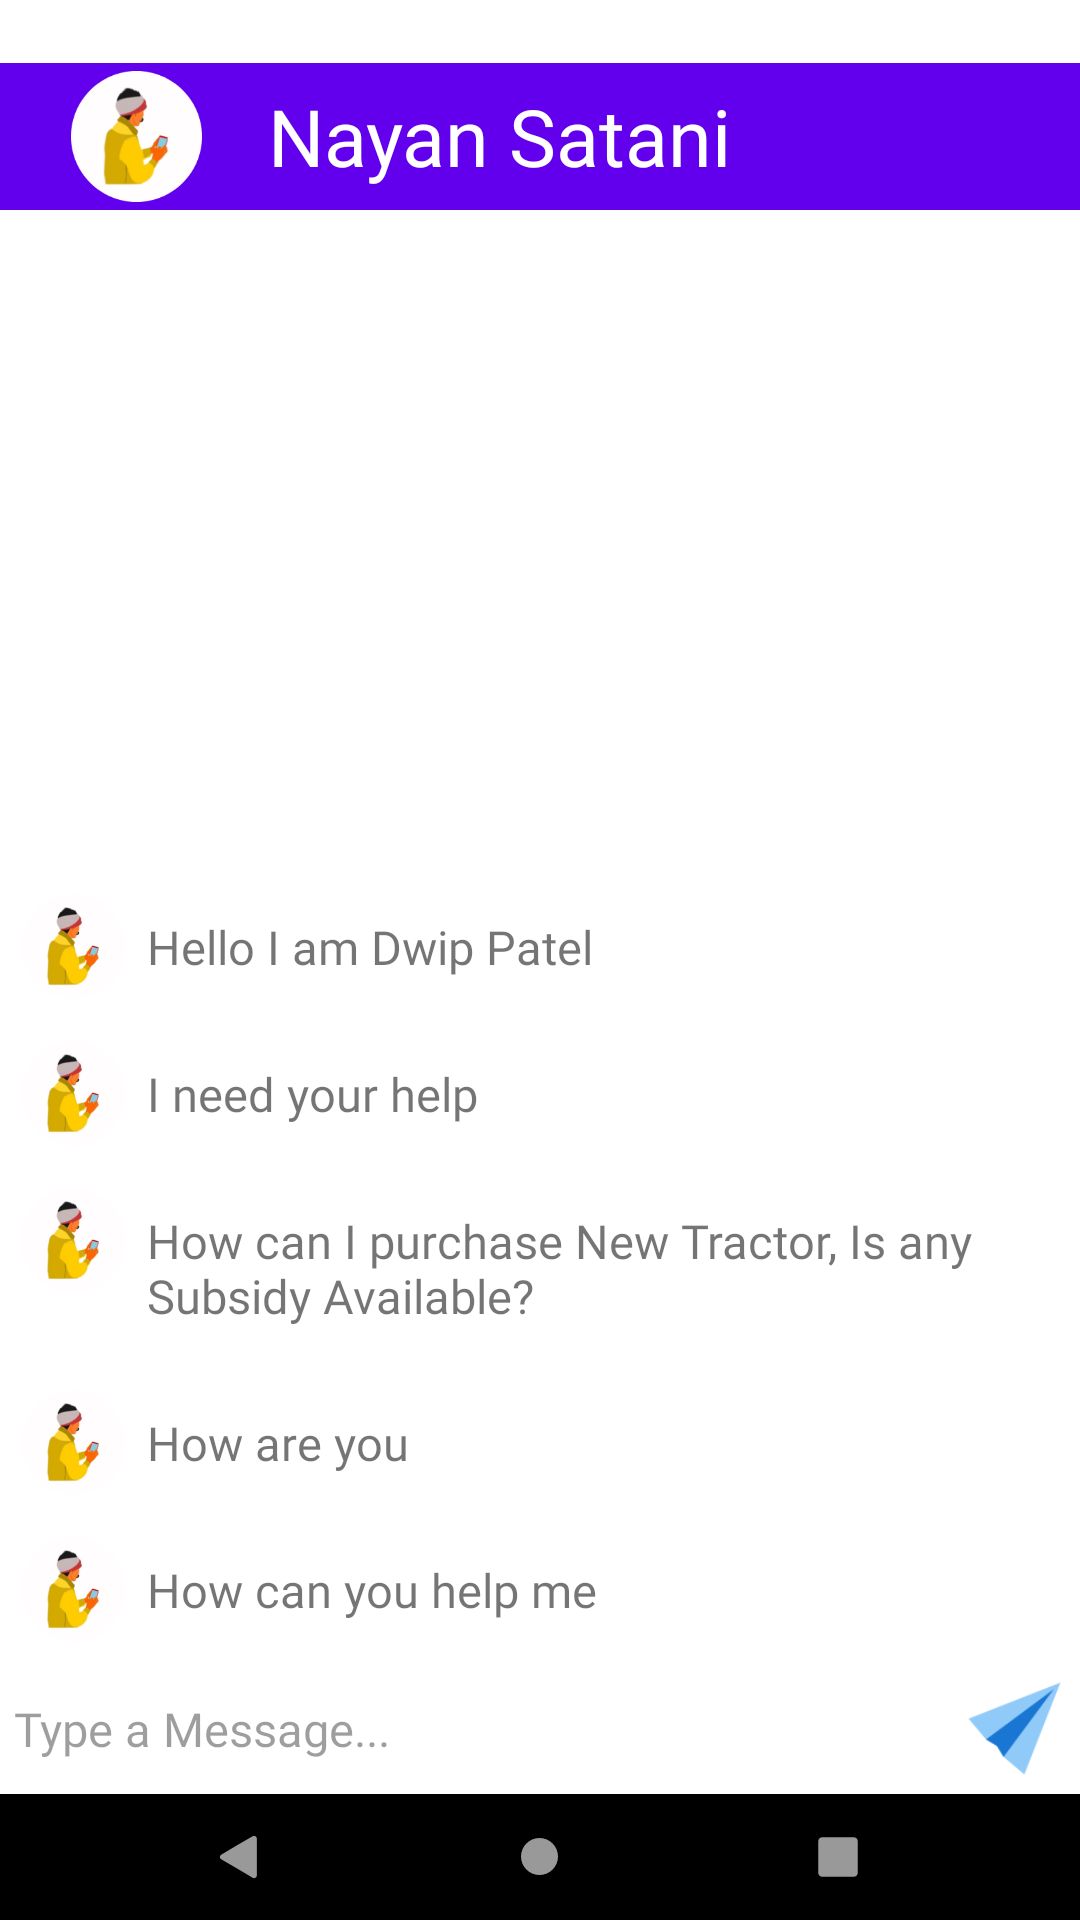 Nayan Satani
Hello I am Dwip Patel
I need your help
How can I purchase New Tractor, Is any
Subsidy Available?
How are you
How can you help me
Type a Message...